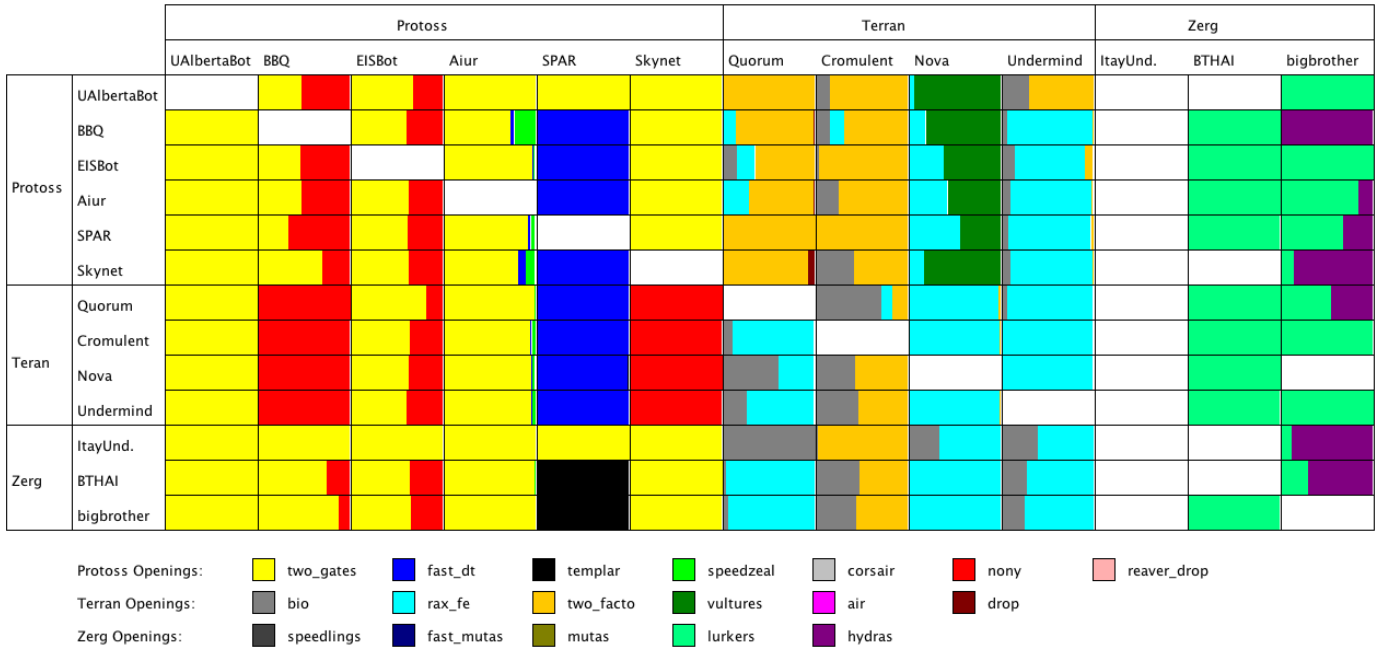 Protoss Terran Zerg
UAlbertaBot BBQ EISBot Aiur SPAR Skynet Quorum Cromulent Nova Undermind ItayUnd. BTHAI bigbrother
UAlbertaBot
BBQ
EISBot
Protoss
Aiur
SPAR
Skynet
Quorum
Cromulent
Teran
Nova
Undermind
ItayUnd.
Zerg BTHAI
bigbrother
Protoss Openings: two_gates fast_dt templar speedzeal corsair nony reaver_drop
Terran Openings: bio rax_fe two_facto vultures air drop
Zerg Openings: speedlings fast_mutas mutas lurkers hydras